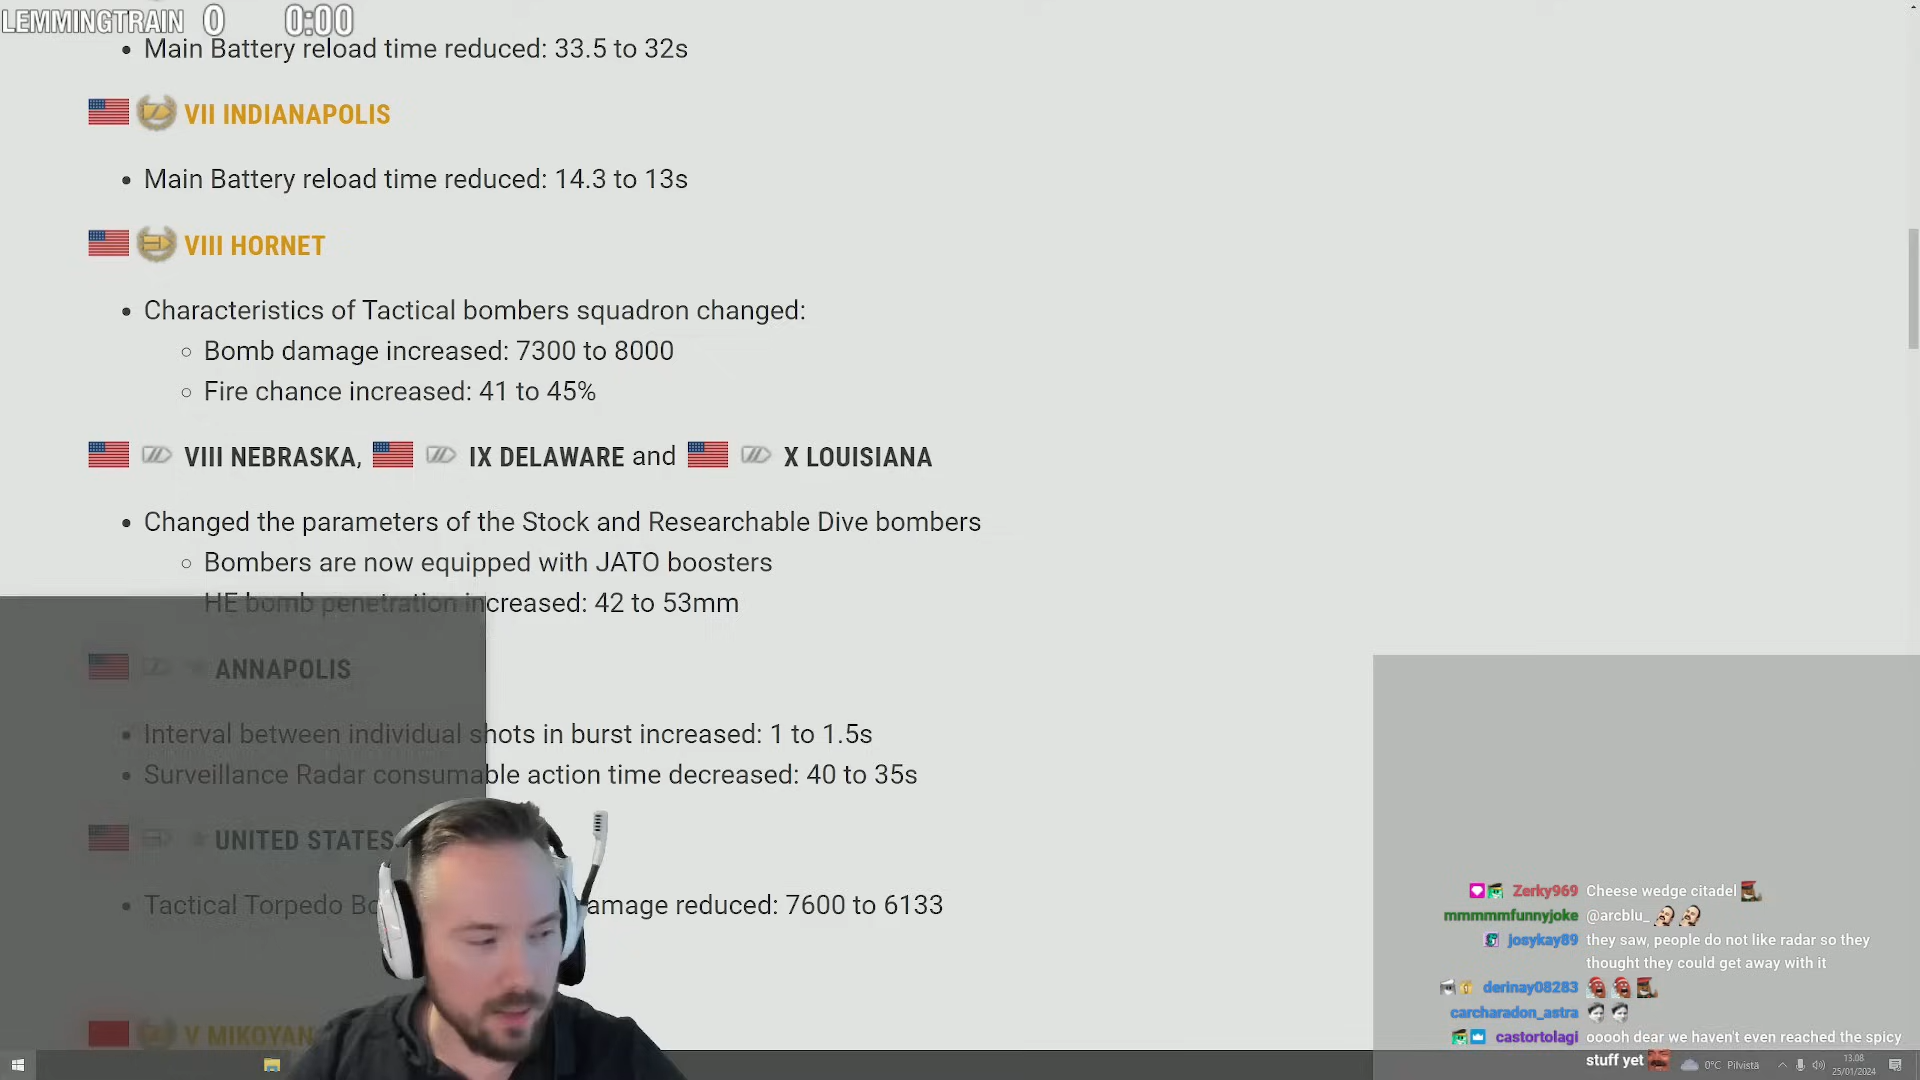 LEMMINGTRAIN 0 0:00
Main Battery reload time reduced: 33.5 to 32s
VII INDIANAPOLIS
Main Battery reload time reduced: 14.3 to 13s
VIII HORNET
Characteristics of Tactical bombers squadron changed:
Bomb damage increased: 7300 to 8000
Fire chance increased: 41 to 45%
VIII NEBRASKA, IX DELAWARE and X LOUISIANA
Changed the parameters of the Stock and Researchable Dive bombers
Bombers are now equipped with JATO boosters
HE bomb penetration increased: 42 to 53mm
ANNAPOLIS
Interval between individual shots in burst increased: 1 to 1.5s
Surveillance Radar consumable action time decreased: 40 to 35s
UNITED STATES
Tactical Torpedo amage reduced: 7600 to 6133
V MIKOYAN
Zerky969 Cheese wedge citadel
mmmmmfunnyjoke @arcblu_
josykay89 they saw, people do not like radar so they
thought they could get away with it
derinay08283
carcharadon_astra
castortolagi ooooh dear we haven't even reached the spicy
stuff yet
0°C Pilvistä
13.08
25/01/2024